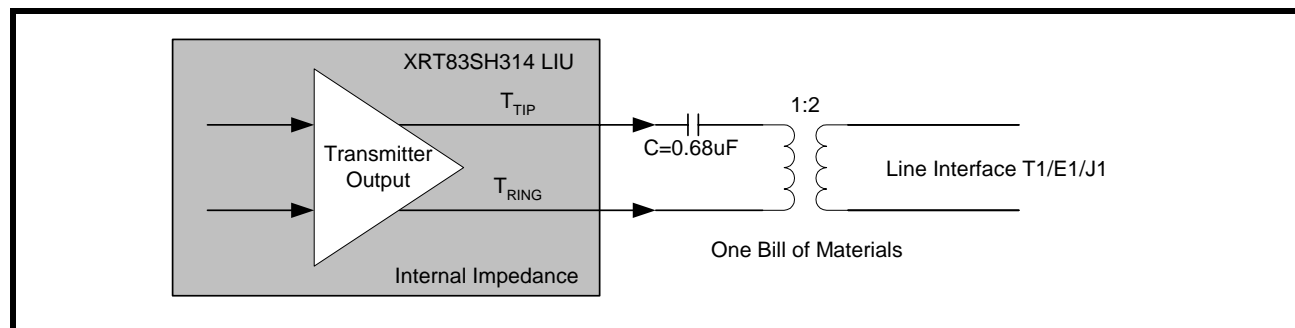 XRT83SH314 LIU
TTIP
1:2
C=0.68uF
Transmitter
Output
Line Interface T1/E1/J1
TRING
One Bill of Materials
Internal Impedance